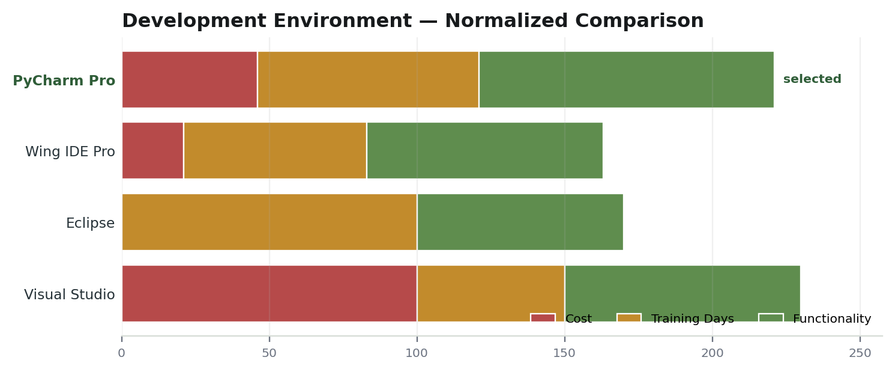 Development Environment — Normalized Comparison
PyCharm Pro
selected
Wing IDE Pro
Eclipse
Visual Studio
Cost
Training Days
Functionality
0
50
100
150
200
250